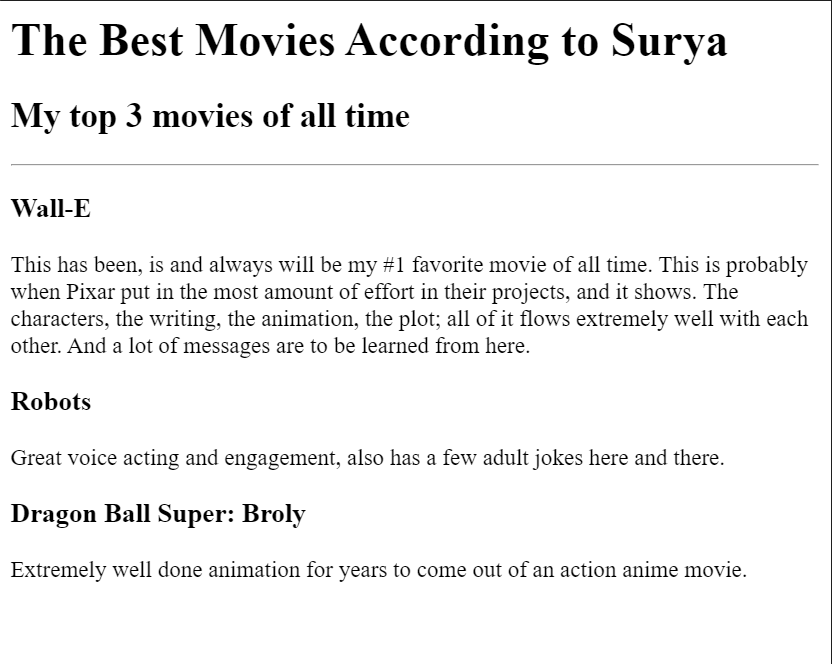 The Best Movies According to Surya
My top 3 movies of all time
Wall-E
This has been, is and always will be my #1 favorite movie of all time. This is probably
when Pixar put in the most amount of effort in their projects, and it shows. The
characters, the writing, the animation, the plot; all of it flows extremely well with each
other. And a lot of messages are to be learned from here.
Robots
Great voice acting and engagement, also has a few adult jokes here and there.
Dragon Ball Super: Broly
Extremely well done animation for years to come out of an action anime movie.